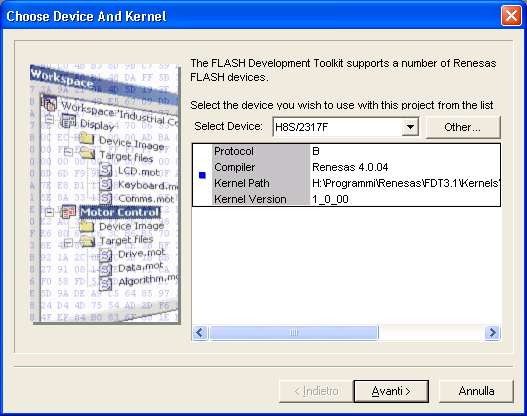 Choose Device And Kernel
The FLASH Development Toolkit supports a number of Renesas
FLASH devices.
Select the device you wish to use with this project from the list
Select Device: H8S/2317F Other...
Protocol B
Compiler Renesas 4.0.04
Kernel Path H:\Programmi\Renesas\FDT3.1\Kernels\
Kernel Version 1_0_00
Workspace
Workspace 'Industrial Ce
Display
Device Image
Target files
LCD.mot
Keyboard.m
Comms.mot
Motor Control
Device Image
Target files
Drive.mot
Data.mot
Algorithm.mot
< Indietro Avanti > Annulla